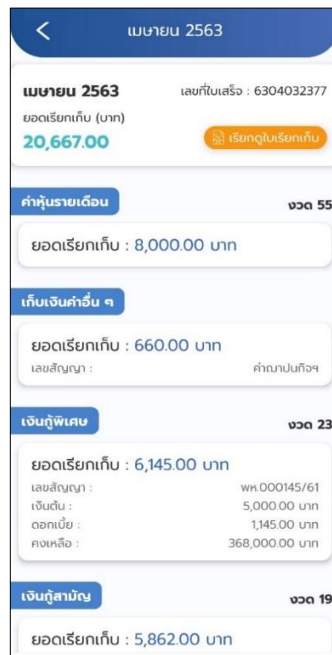 เมษายน 2563
เมษายน 2563 เลขที่ใบเสร็จ : 6304032377
ยอดเรียกเก็บ (บาท)
20,667.00 เรียกดูใบเรียกเก็บ
ค่าหุ้นรายเดือน งวด 55
ยอดเรียกเก็บ : 8,000.00 บาท
เก็บเงินค่าอื่น ๆ
ยอดเรียกเก็บ : 660.00 บาท
เลขสัญญา : ค่าฌาปนกิจฯ
เงินกู้พิเศษ งวด 23
ยอดเรียกเก็บ : 6,145.00 บาท
เลขสัญญา : พห.000145/61
เงินต้น : 5,000.00 บาท
ดอกเบี้ย : 1,145.00 บาท
คงเหลือ : 368,000.00 บาท
เงินกู้สามัญ งวด 19
ยอดเรียกเก็บ : 5,862.00 บาท